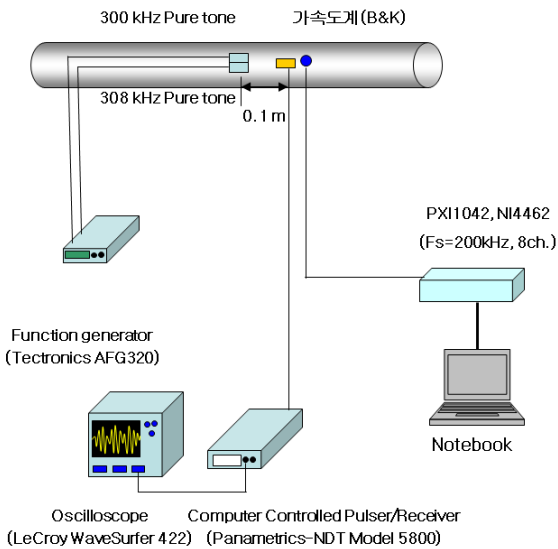 300 kHz Pure tone
가속도계(B&K)
308 kHz Pure tone
0.1 m
PXI1042, NI4462
(Fs=200kHz, 8ch.)
Function generator
(Tectronics AFG320)
Notebook
Oscilloscope
(LeCroy WaveSurfer 422)
Computer Controlled Pulser/Receiver
(Panametrics-NDT Model 5800)